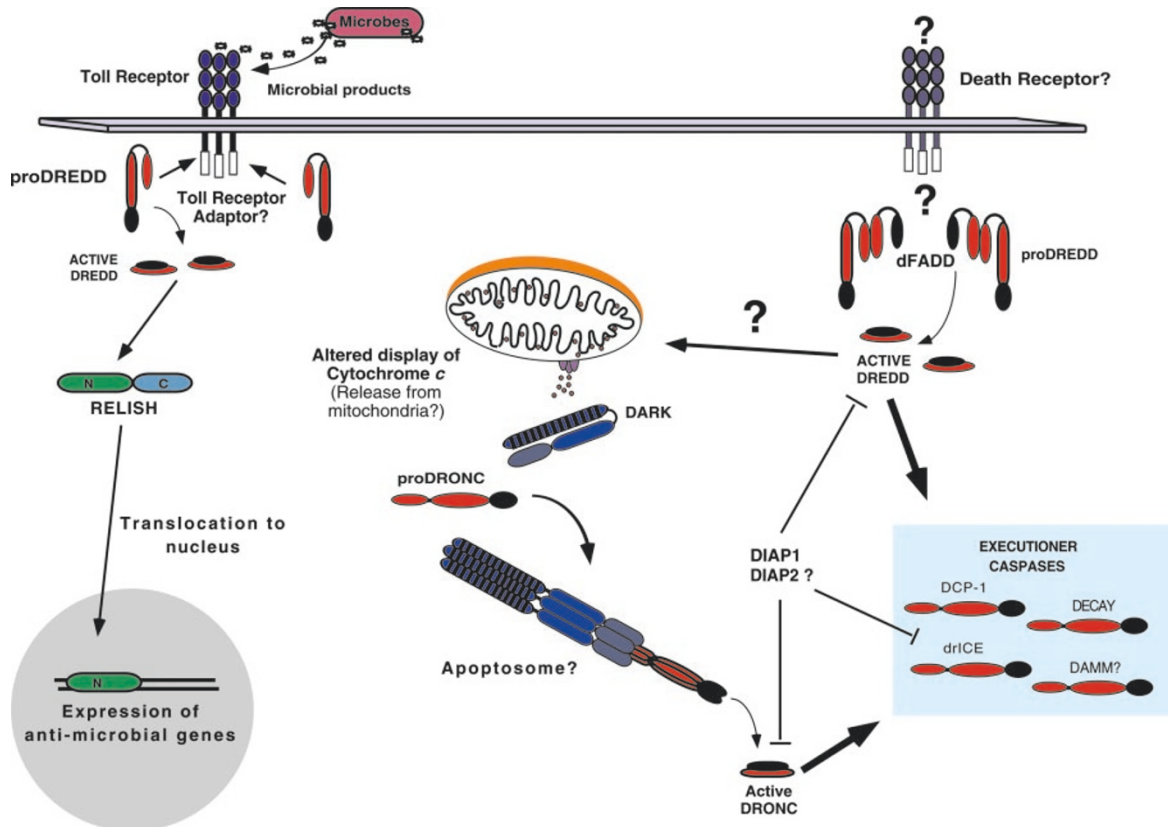 Microbes
Toll Receptor
Microbial products
?
Death Receptor?
proDREDD
Toll Receptor
Adaptor?
ACTIVE
DREDD
N
C
RELISH
Translocation to
nucleus
N
Expression of
anti-microbial genes
?
dFADD
proDREDD
?
ACTIVE
DREDD
Altered display of
Cytochrome c
(Release from
mitochondria?)
DARK
proDRONC
Apoptosome?
DIAP1
DIAP2 ?
EXECUTIONER
CASPASES
DCP-1
DECAY
drICE
DAMM?
Active
DRONC